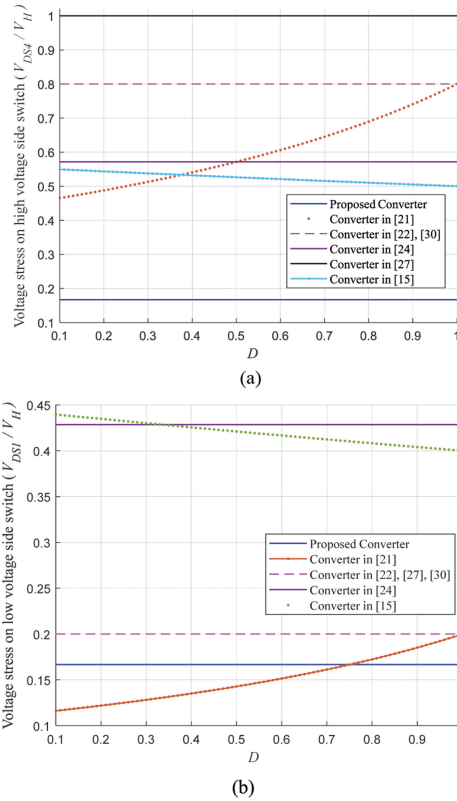 Voltage stress on high voltage side switch (V_DS4 / V_H)
1
0.9
0.8
0.7
0.6
0.5
0.4
0.3
0.2
0.1
Proposed Converter
Converter in [21]
Converter in [22], [30]
Converter in [24]
Converter in [27]
Converter in [15]
0.1 0.2 0.3 0.4 0.5 0.6 0.7 0.8 0.9 1
D
(a)
Voltage stress on low voltage side switch (V_DS1 / V_H)
0.45
0.4
0.35
0.3
0.25
0.2
0.15
0.1
Proposed Converter
Converter in [21]
Converter in [22], [27], [30]
Converter in [24]
Converter in [15]
0.1 0.2 0.3 0.4 0.5 0.6 0.7 0.8 0.9
D
(b)